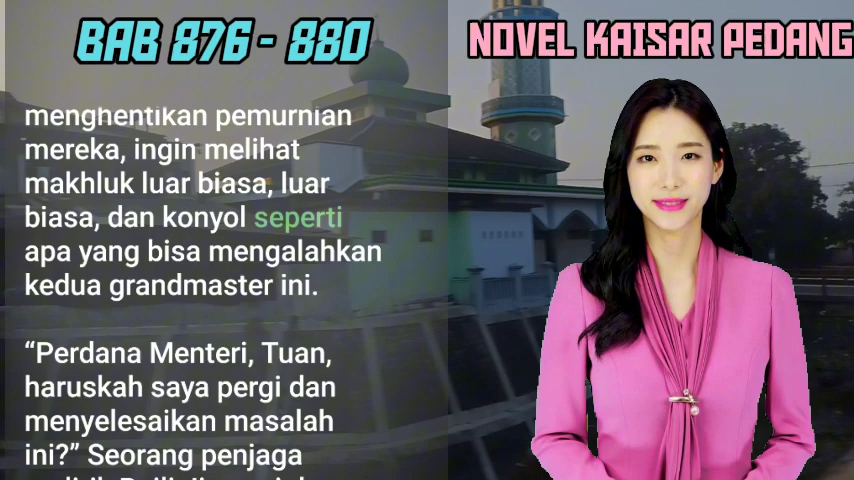 BAB 876 - 880
NOVEL KAISAR PEDANG
menghentikan pemurnian
mereka, ingin melihat
makhluk luar biasa, luar
biasa, dan konyol seperti
apa yang bisa mengalahkan
kedua grandmaster ini.
“Perdana Menteri, Tuan,
haruskah saya pergi dan
menyelesaikan masalah
ini?” Seorang penjaga